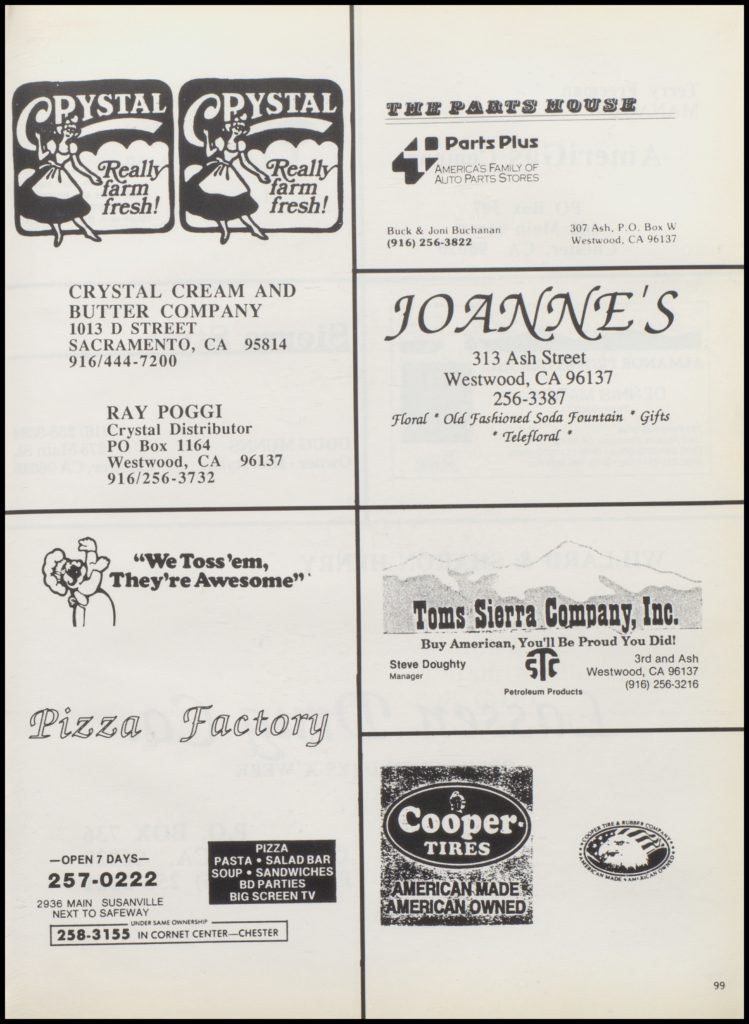 CRYSTAL
Really
farm
fresh!
CRYSTAL
Really
farm
fresh!
CRYSTAL CREAM AND
BUTTER COMPANY
1013 D STREET
SACRAMENTO, CA 95814
916/444-7200
RAY POGGI
Crystal Distributor
PO Box 1164
Westwood, CA 96137
916/256-3732
THE PARTS HOUSE
Parts Plus
AMERICA'S FAMILY OF
AUTO PARTS STORES
Buck & Joni Buchanan
(916) 256-3822
307 Ash, P.O. Box W
Westwood, CA 96137
JOANNE'S
313 Ash Street
Westwood, CA 96137
256-3387
Floral * Old Fashioned Soda Fountain * Gifts
* Telefloral *
"We Toss 'em,
They're Awesome"
Pizza Factory
—OPEN 7 DAYS—
257-0222
2936 MAIN SUSANVILLE
NEXT TO SAFEWAY
PIZZA
PASTA • SALAD BAR
SOUP • SANDWICHES
BD PARTIES
BIG SCREEN TV
UNDER SAME OWNERSHIP
258-3155 IN CORNET CENTER—CHESTER
Toms Sierra Company, Inc.
Buy American, You'll Be Proud You Did!
Steve Doughty
Manager
STC
Petroleum Products
3rd and Ash
Westwood, CA 96137
(916) 256-3216
Cooper
TIRES
AMERICAN MADE
AMERICAN OWNED
COOPER TIRE & RUBBER COMPANY
AMERICAN MADE • AMERICAN OWNED
99